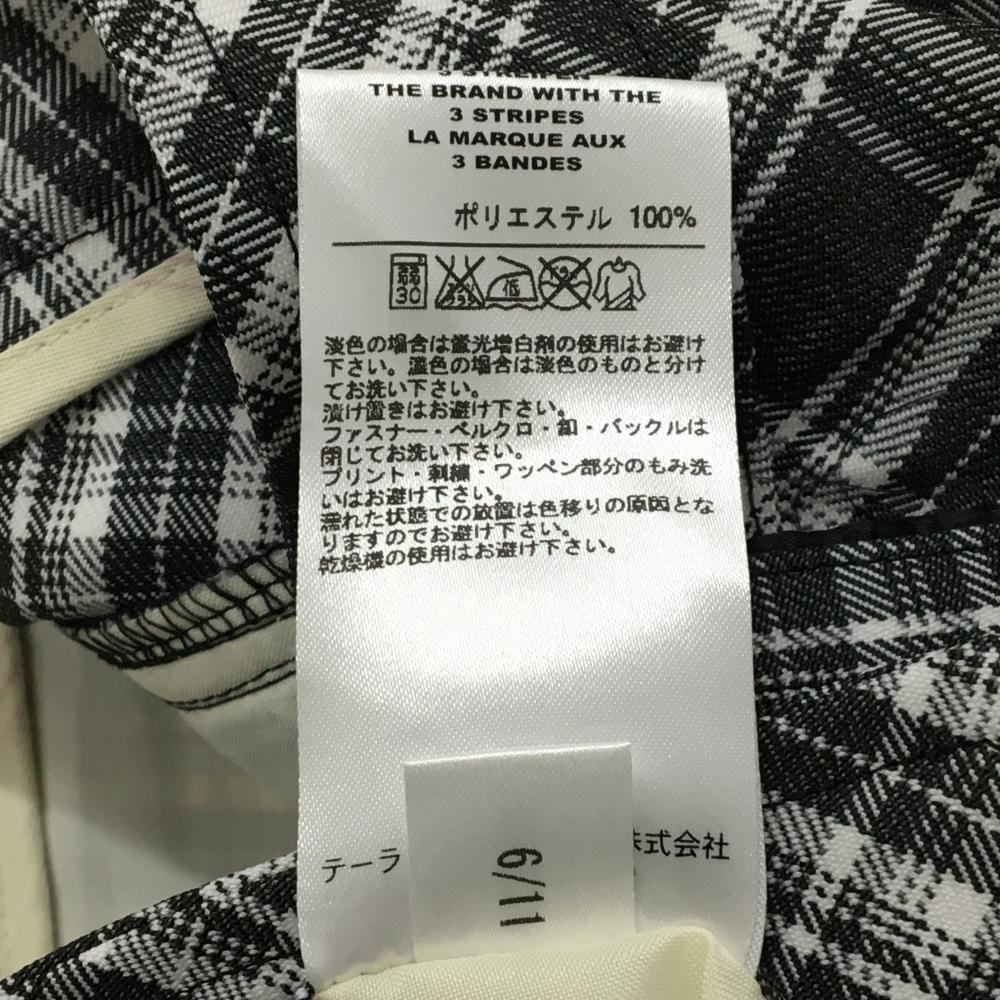 3 STREIFEN
THE BRAND WITH THE
3 STRIPES
LA MARQUE AUX
3 BANDES
ポリエステル 100%
弱
30
低
淡色の場合は蛍光増白剤の使用はお避け
下さい。濃色の場合は淡色のものと分け
てお洗い下さい。
漬け置きはお避け下さい。
ファスナー・ベルクロ・釦・バックルは
閉じてお洗い下さい。
プリント・刺繍・ワッペン部分のもみ洗
いはお避け下さい。
濡れた状態での放置は色移りの原因とな
りますのでお避け下さい。
乾燥機の使用はお避け下さい。
テーラ
株式会社
6/11